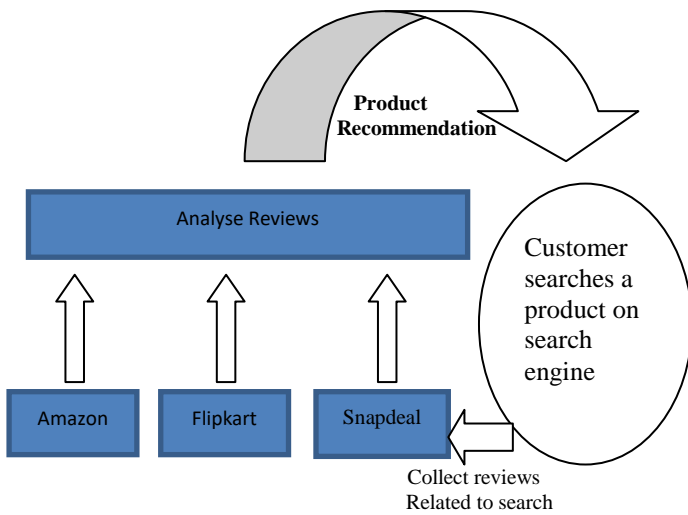 Product
Recommendation
Analyse Reviews
Customer
searches a
product on
search
engine
Amazon
Flipkart
Snapdeal
Collect reviews
Related to search